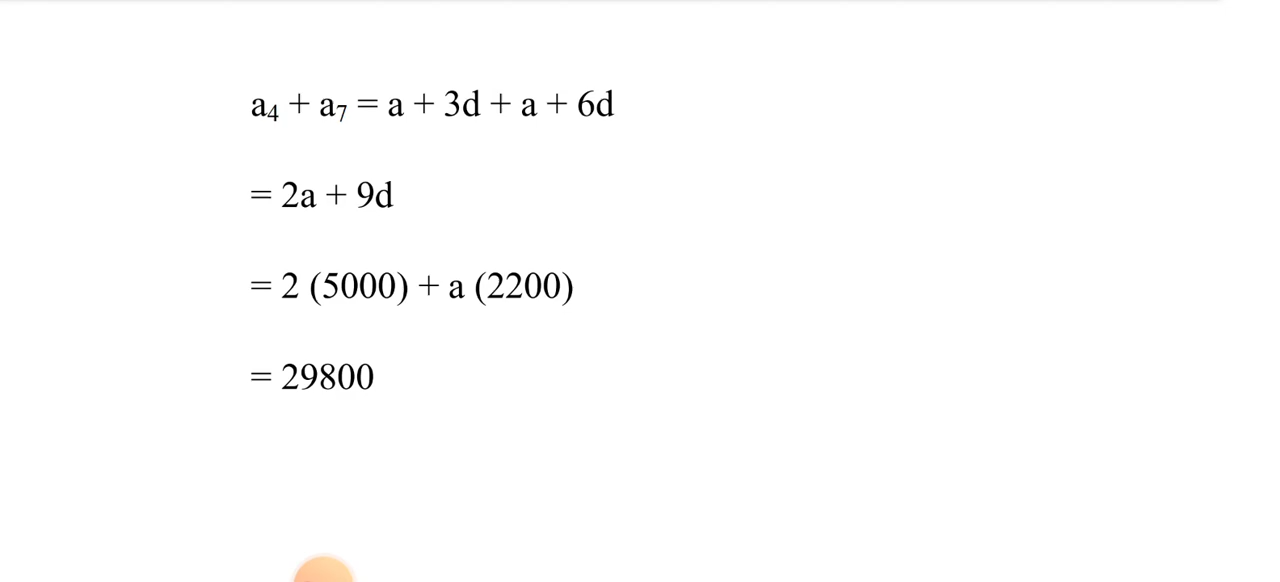 a₄ + a₇ = a + 3d + a + 6d
= 2a + 9d
= 2 (5000) + a (2200)
= 29800